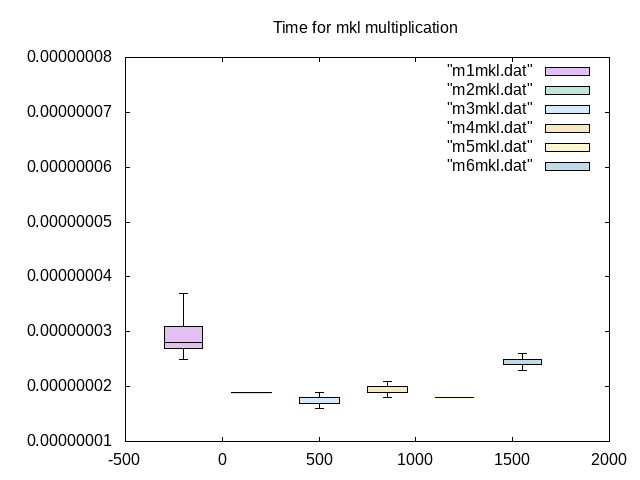 Time for mkl multiplication
0.00000008
0.00000007
0.00000006
0.00000005
0.00000004
0.00000003
0.00000002
0.00000001
-500
0
500
1000
1500
2000
"m1mkl.dat"
"m2mkl.dat"
"m3mkl.dat"
"m4mkl.dat"
"m5mkl.dat"
"m6mkl.dat"